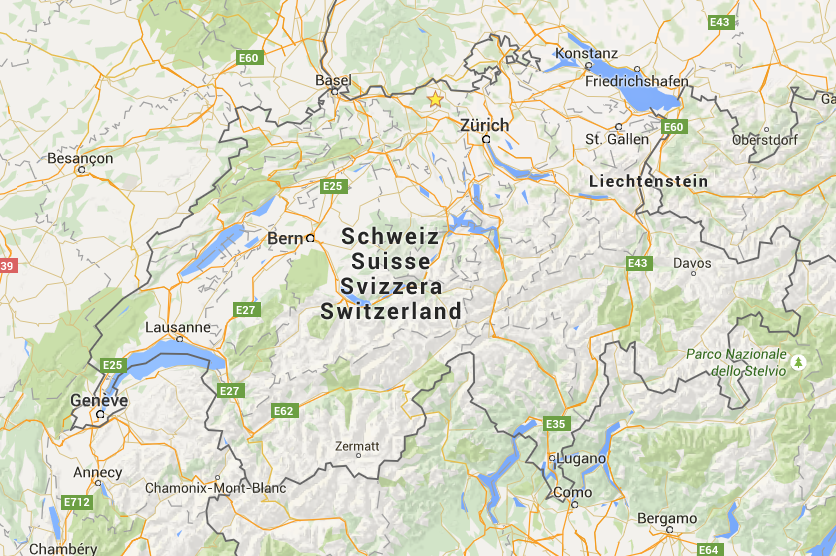 E43
Konstanz
E60
Basel
Friedrichshafen
Zürich
E60
St. Gallen
Oberstdorf
Besançon
E25
Liechtenstein
Bern
Schweiz
Suisse
Svizzera
Switzerland
39
E43
Davos
E27
Lausanne
Parco Nazionale
dello Stelvio
E25
E27
Genève
E62
E35
Zermatt
Lugano
Annecy
Chamonix-Mont-Blanc
Como
E712
Bergamo
Chambéry
E64